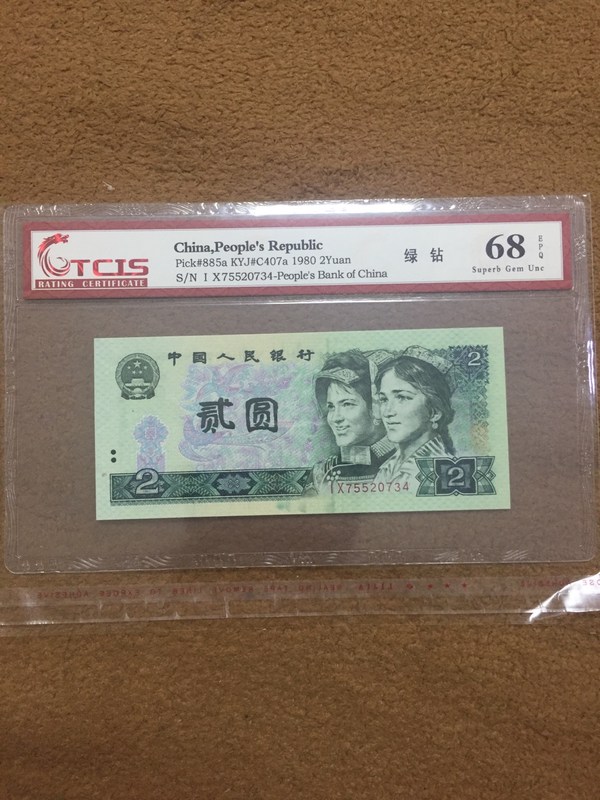 TCIS
RATING CERTIFICATE
China,People's Republic
Pick#885a KYJ#C407a 1980 2Yuan
S/N I X75520734-People's Bank of China
绿 钻
68
EPQ
Superb Gem Unc
中国人民银行
2
贰圆
2
2
IX75520734